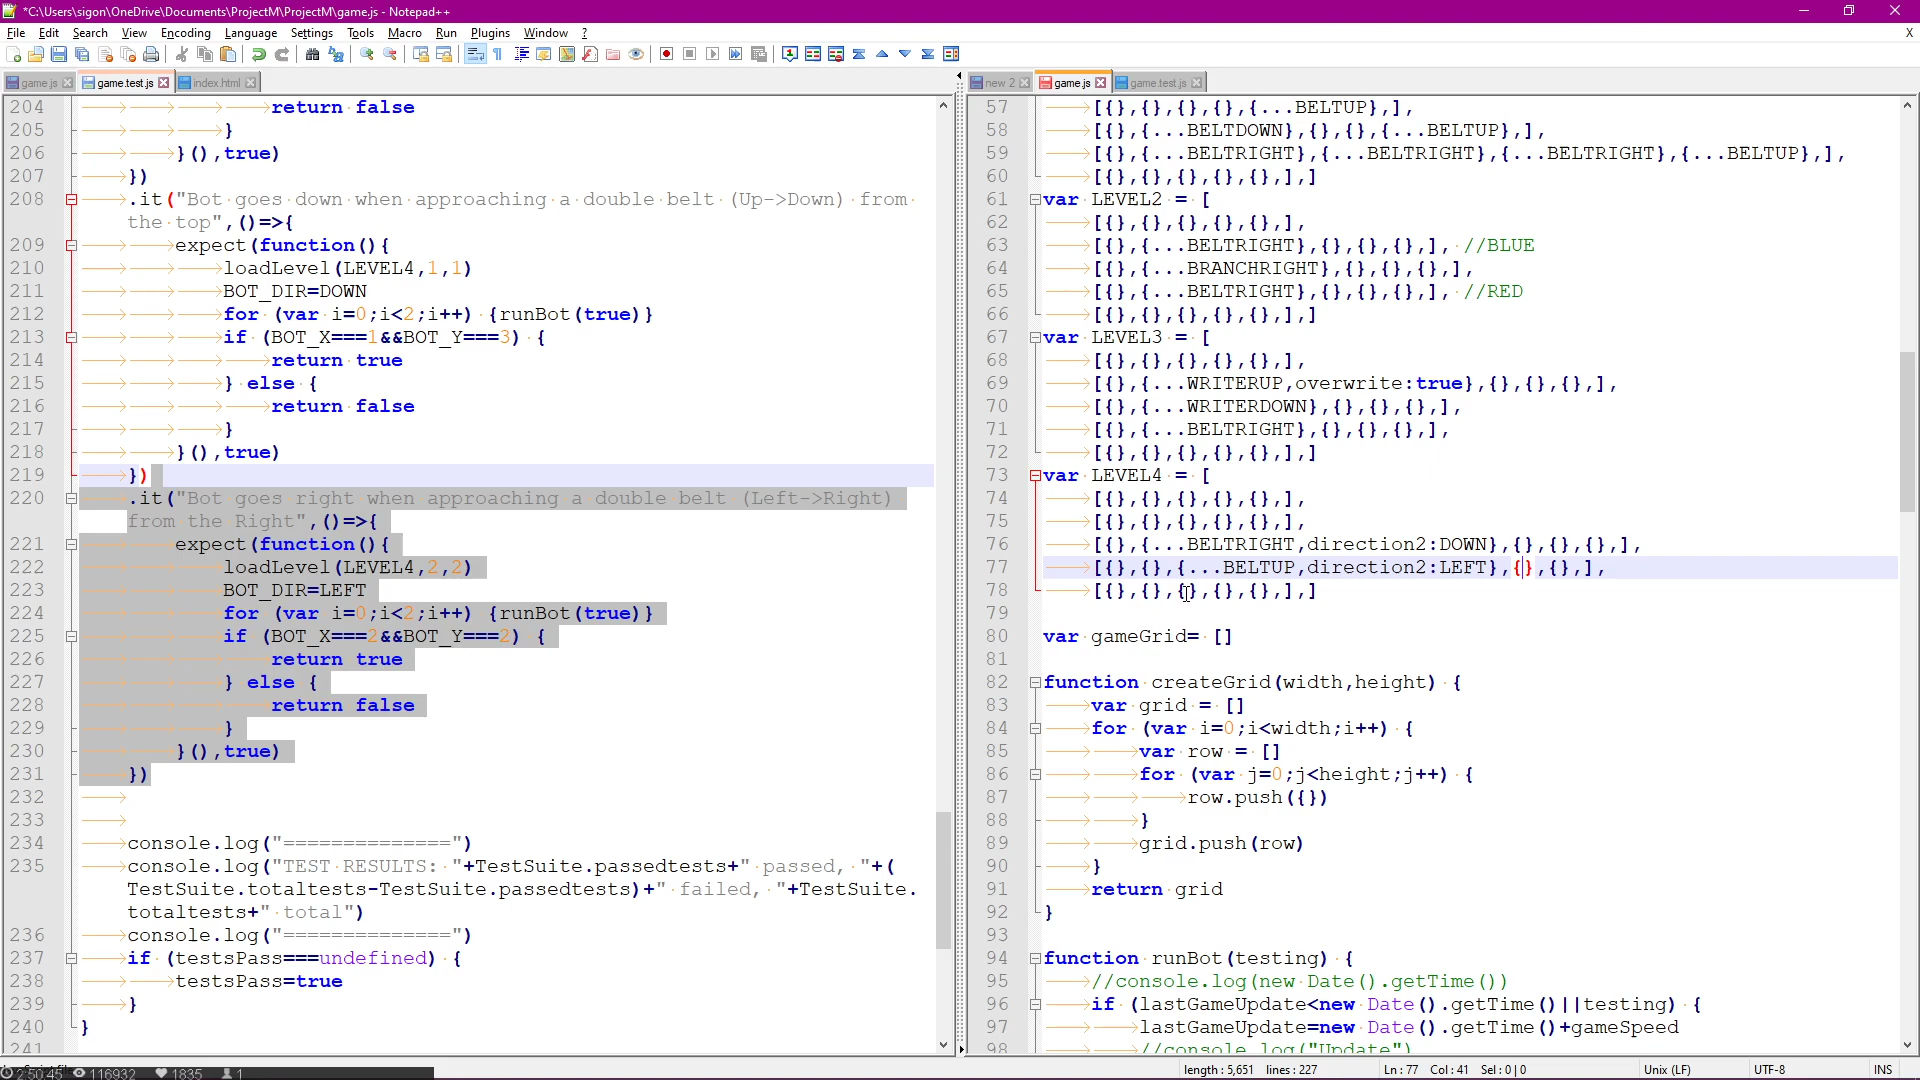 *C:\Users\sigon\OneDrive\Documents\ProjectM\ProjectM\game.js - Notepad++
File Edit Search View Encoding Language Settings Tools Macro Run Plugins Window ? X
game.js game.test.js index.html
204 return false
205 }
206 }(),true)
207 })
208 .it("Bot goes down when approaching a double belt (Up->Down) from
the top",()=>{
209 expect(function(){
210 loadLevel(LEVEL4,1,1)
211 BOT_DIR=DOWN
212 for (var i=0;i<2;i++) {runBot(true)}
213 if (BOT_X===1&&BOT_Y===3) {
214 return true
215 } else {
216 return false
217 }
218 }(),true)
219 })
220 .it("Bot goes right when approaching a double belt (Left->Right)
from the Right",()=>{
221 expect(function(){
222 loadLevel(LEVEL4,2,2)
223 BOT_DIR=LEFT
224 for (var i=0;i<2;i++) {runBot(true)}
225 if (BOT_X===2&&BOT_Y===2) {
226 return true
227 } else {
228 return false
229 }
230 }(),true)
231 })
232
233
234 console.log("==============")
235 console.log("TEST RESULTS: "+TestSuite.passedtests+" passed, "+(
TestSuite.totaltests-TestSuite.passedtests)+" failed, "+TestSuite.
totaltests+" total")
236 console.log("==============")
237 if (testsPass===undefined) {
238 testsPass=true
239 }
240 }
241
new 2 game.js game.test.js
57 [{},{},{},{},{...BELTUP},],
58 [{},{...BELTDOWN},{},{},{...BELTUP},],
59 [{},{...BELTRIGHT},{...BELTRIGHT},{...BELTRIGHT},{...BELTUP},],
60 [{},{},{},{},{},],]
61 var LEVEL2 = [
62 [{},{},{},{},{},],
63 [{},{...BELTRIGHT},{},{},{},], //BLUE
64 [{},{...BRANCHRIGHT},{},{},{},],
65 [{},{...BELTRIGHT},{},{},{},], //RED
66 [{},{},{},{},{},],]
67 var LEVEL3 = [
68 [{},{},{},{},{},],
69 [{},{...WRITERUP,overwrite:true},{},{},{},],
70 [{},{...WRITERDOWN},{},{},{},],
71 [{},{...BELTRIGHT},{},{},{},],
72 [{},{},{},{},{},],]
73 var LEVEL4 = [
74 [{},{},{},{},{},],
75 [{},{},{},{},{},],
76 [{},{...BELTRIGHT,direction2:DOWN},{},{},{},],
77 [{},{},{...BELTUP,direction2:LEFT},{},{},],
78 [{},{},{},{},{},],]
79
80 var gameGrid= []
81
82 function createGrid(width,height) {
83 var grid = []
84 for (var i=0;i<width;i++) {
85 var row = []
86 for (var j=0;j<height;j++) {
87 row.push({})
88 }
89 grid.push(row)
90 }
91 return grid
92 }
93
94 function runBot(testing) {
95 //console.log(new Date().getTime())
96 if (lastGameUpdate<new Date().getTime()||testing) {
97 lastGameUpdate=new Date().getTime()+gameSpeed
98 //console.log("Update")
2:50:45 116932 1835 1
length : 5,651 lines : 227 Ln : 77 Col : 41 Sel : 0 | 0 Unix (LF) UTF-8 INS